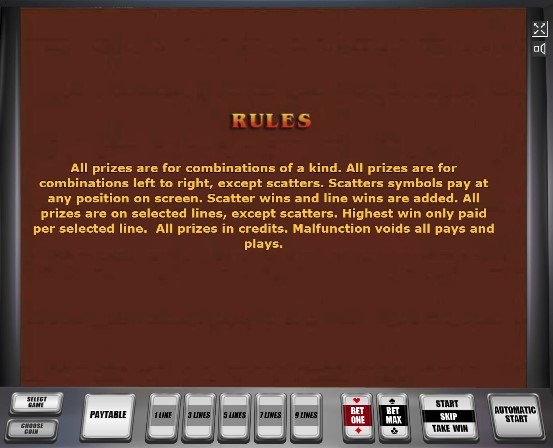 RULES
All prizes are for combinations of a kind. All prizes are for
combinations left to right, except scatters. Scatters symbols pay at
any position on screen. Scatter wins and line wins are added. All
prizes are on selected lines, except scatters. Highest win only paid
per selected line.  All prizes in credits. Malfunction voids all pays and
plays.
SELECT
GAME
CHOOSE
COIN
PAYTABLE
1 LINE
3 LINES
5 LINES
7 LINES
9 LINES
BET
ONE
BET
MAX
START
SKIP
TAKE WIN
AUTOMATIC
START